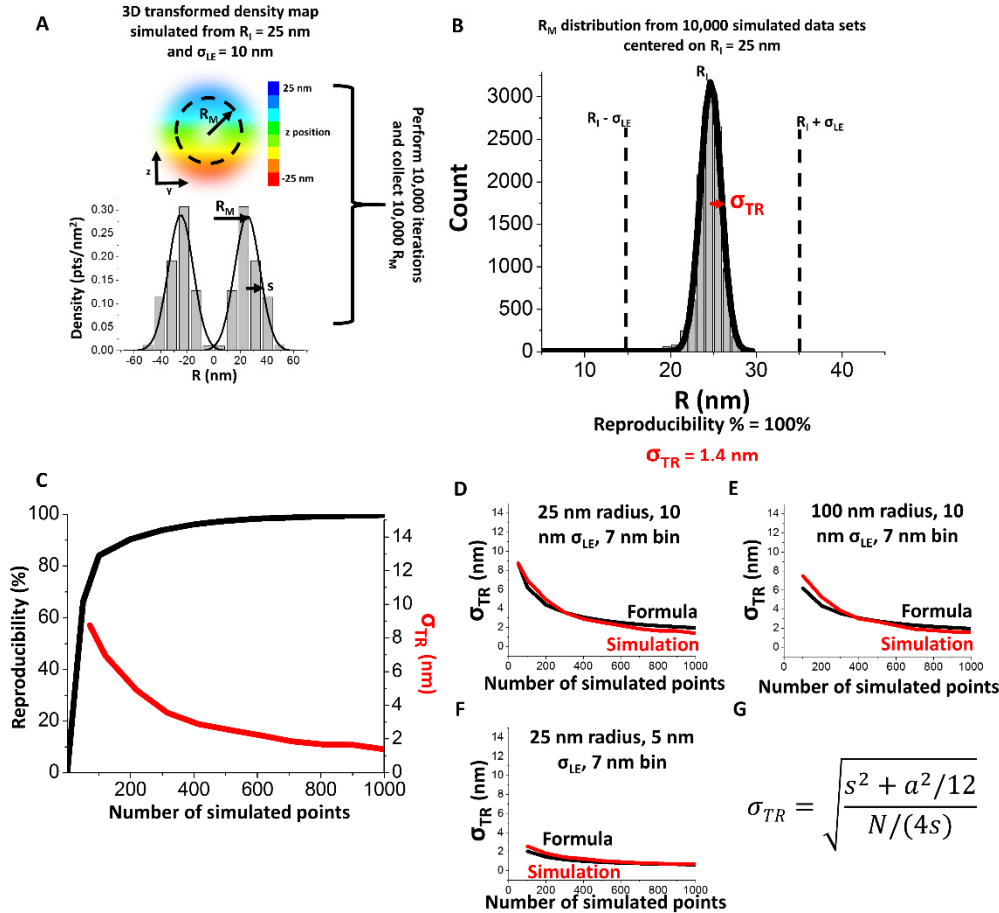 A
3D transformed density map
simulated from R_I = 25 nm
and σ_LE = 10 nm
25 nm
z position
-25 nm
R_M
z
y
Perform 10,000 iterations
and collect 10,000 R_M
R_M
s
Density (pts/nm²)
0.30
0.25
0.20
0.15
0.10
0.05
0.00
-60 -40 -20 0 20 40 60
R (nm)
B
R_M distribution from 10,000 simulated data sets
centered on R_I = 25 nm
R_I
R_I - σ_LE
R_I + σ_LE
σ_TR
Count
3000
2500
2000
1500
1000
500
0
10 20 30 40
R (nm)
Reproducibility % = 100%
σ_TR = 1.4 nm
C
Reproducibility (%)
100
80
60
40
20
0
14
12
10
8
6
4
2
0
σ_TR (nm)
200 400 600 800 1000
Number of simulated points
D
25 nm radius, 10
nm σ_LE, 7 nm bin
σ_TR (nm)
14
12
10
8
6
4
2
0
Formula
Simulation
0 200 400 600 800 1000
Number of simulated points
E
100 nm radius, 10
nm σ_LE, 7 nm bin
σ_TR (nm)
14
12
10
8
6
4
2
0
Formula
Simulation
0 200 400 600 800 1000
Number of simulated points
F
25 nm radius, 5 nm
σ_LE, 7 nm bin
σ_TR (nm)
14
12
10
8
6
4
2
0
Formula
Simulation
0 200 400 600 800 1000
Number of simulated points
G
σ_TR = √((s² + a²/12)/(N/(4s)))